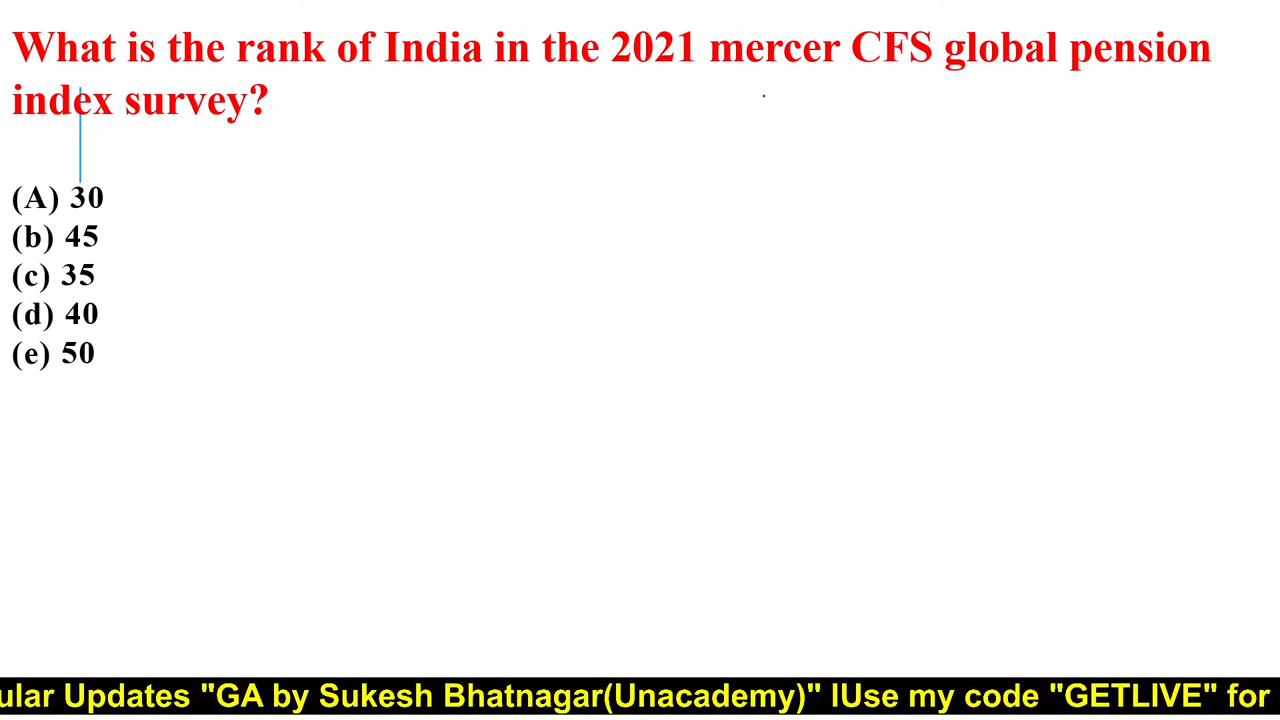 What is the rank of India in the 2021 mercer CFS global pension
index survey?
(A) 30
(b) 45
(c) 35
(d) 40
(e) 50
ular Updates "GA by Sukesh Bhatnagar(Unacademy)" lUse my code "GETLIVE" for